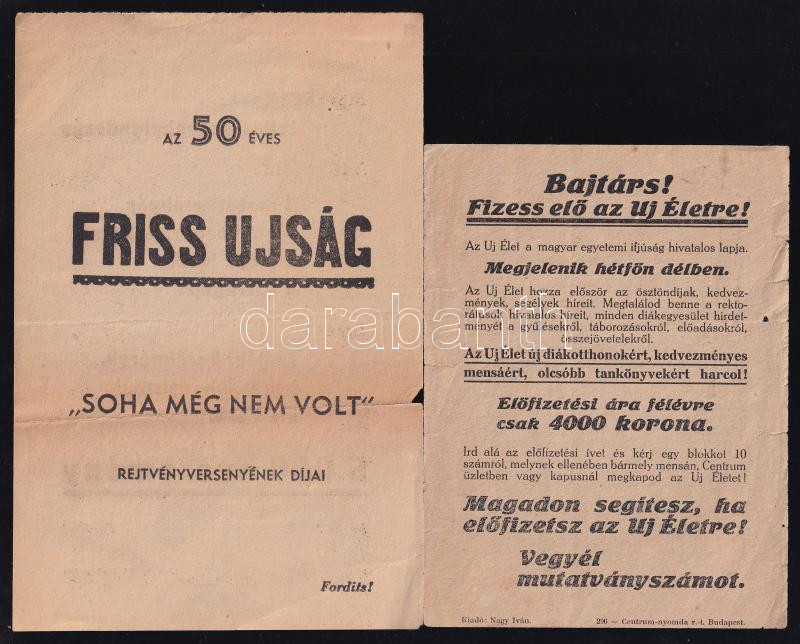 AZ 50 ÉVES
FRISS UJSÁG
„SOHA MÉG NEM VOLT"
REJTVÉNYVERSENYÉNEK DÍJAI
Fordits!
Bajtárs!
Fizess elő az Uj Életre!
Az Uj Élet a magyar egyetemi ifjúság hivatalos lapja.
Megjelenik hétfőn délben.
Az Uj Élet hozza először az ösztöndíjak, kedvez-
mények, segélyek híreit. Megtalálod benne a rekto-
rátusok hivatalos híreit, minden diákegyesület hirdet-
ményét a gyűlésekről, táborozásokról, előadásokról,
összejövetelekről.
Az Uj Élet új diákotthonokért, kedvezményes
mensáért, olcsóbb tankönyvekért harcol!
Előfizetési ára félévre
csak 4000 korona.
Ird alá az előfizetési ívet és kérj egy blokkot 10
számról, melynek ellenében bármely mensán, Centrum
üzletben vagy kapusnál megkapod az Uj Életet!
Magadon segítesz, ha
előfizetsz az Uj Életre!
Vegyél
mutatványszámot.
Kiadó: Nagy Iván. 296 — Centrum-nyomda r.-t. Budapest.
darabanth